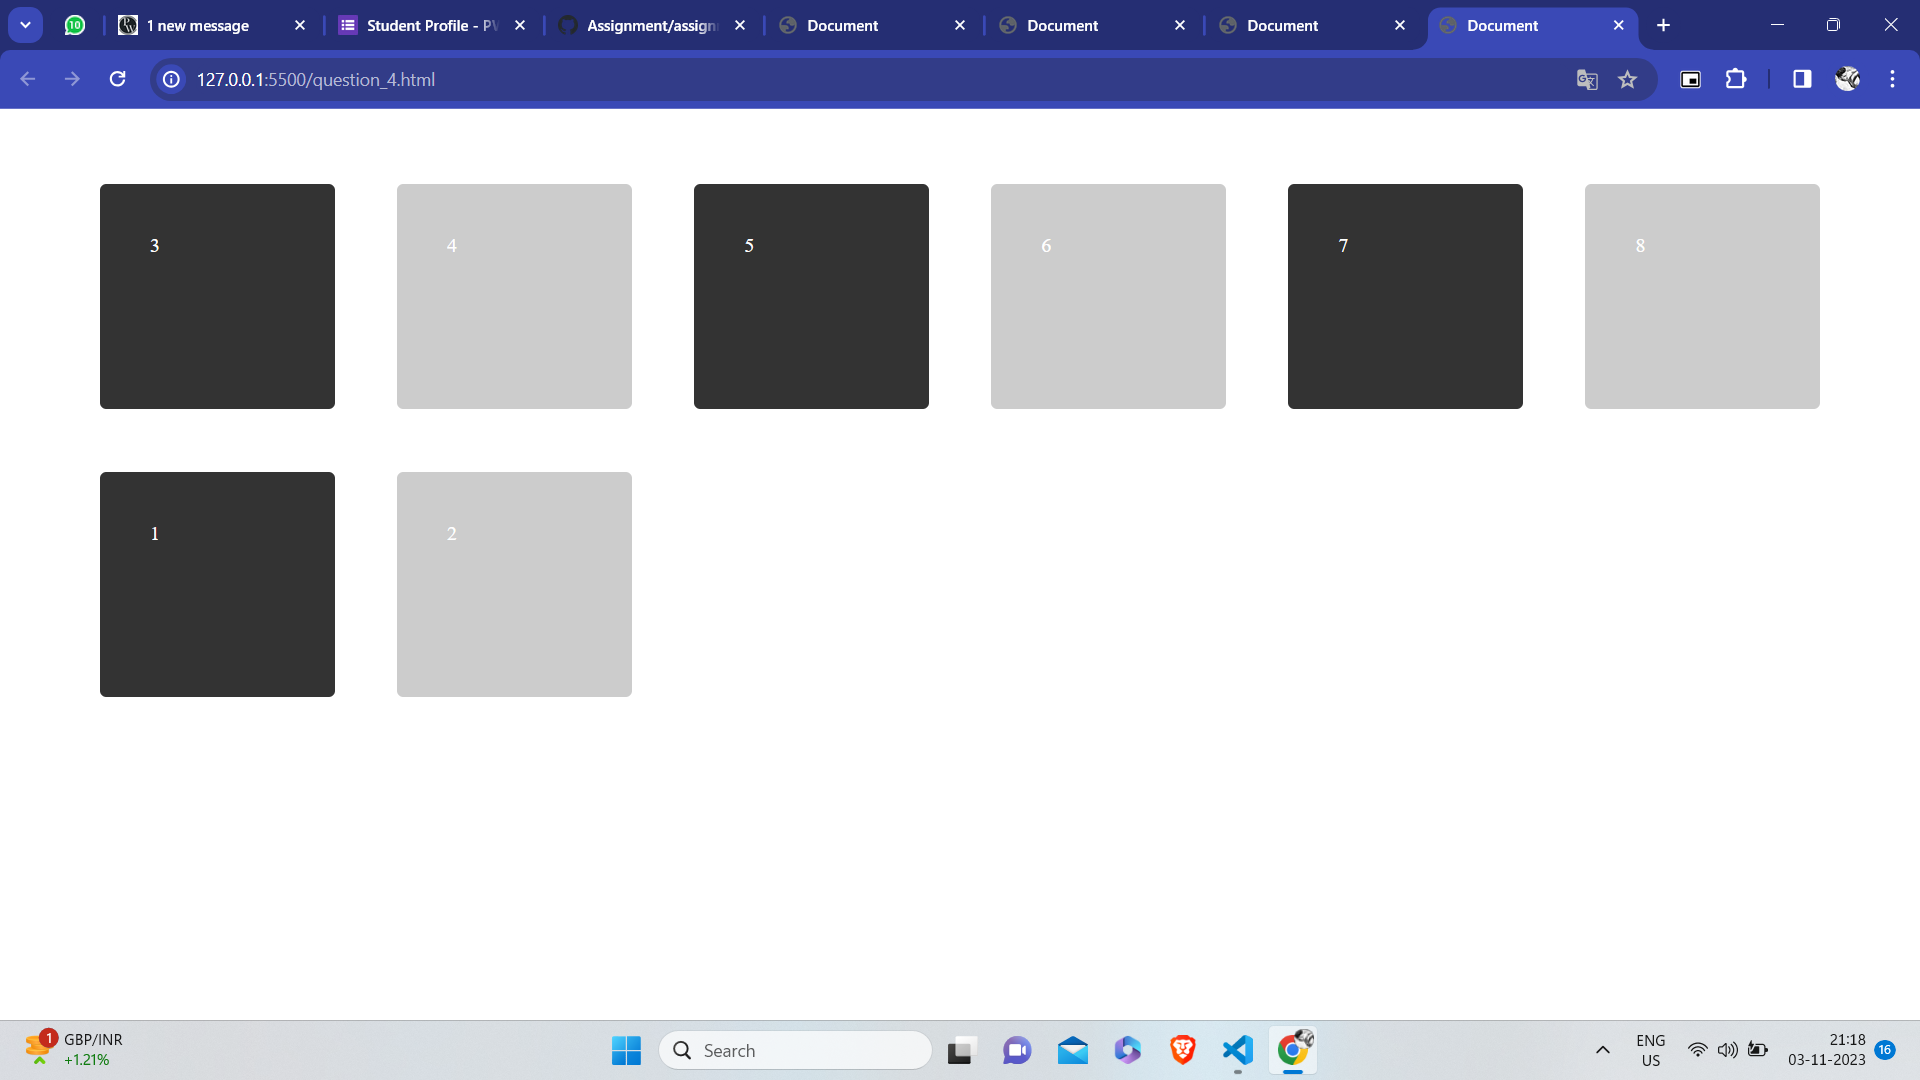 10
1 new message
Student Profile - PV
Assignment/assign
Document
Document
Document
Document
127.0.0.1:5500/question_4.html
3
4
5
6
7
8
1
2
1
GBP/INR
+1.21%
Search
ENG
US
21:18
03-11-2023
16